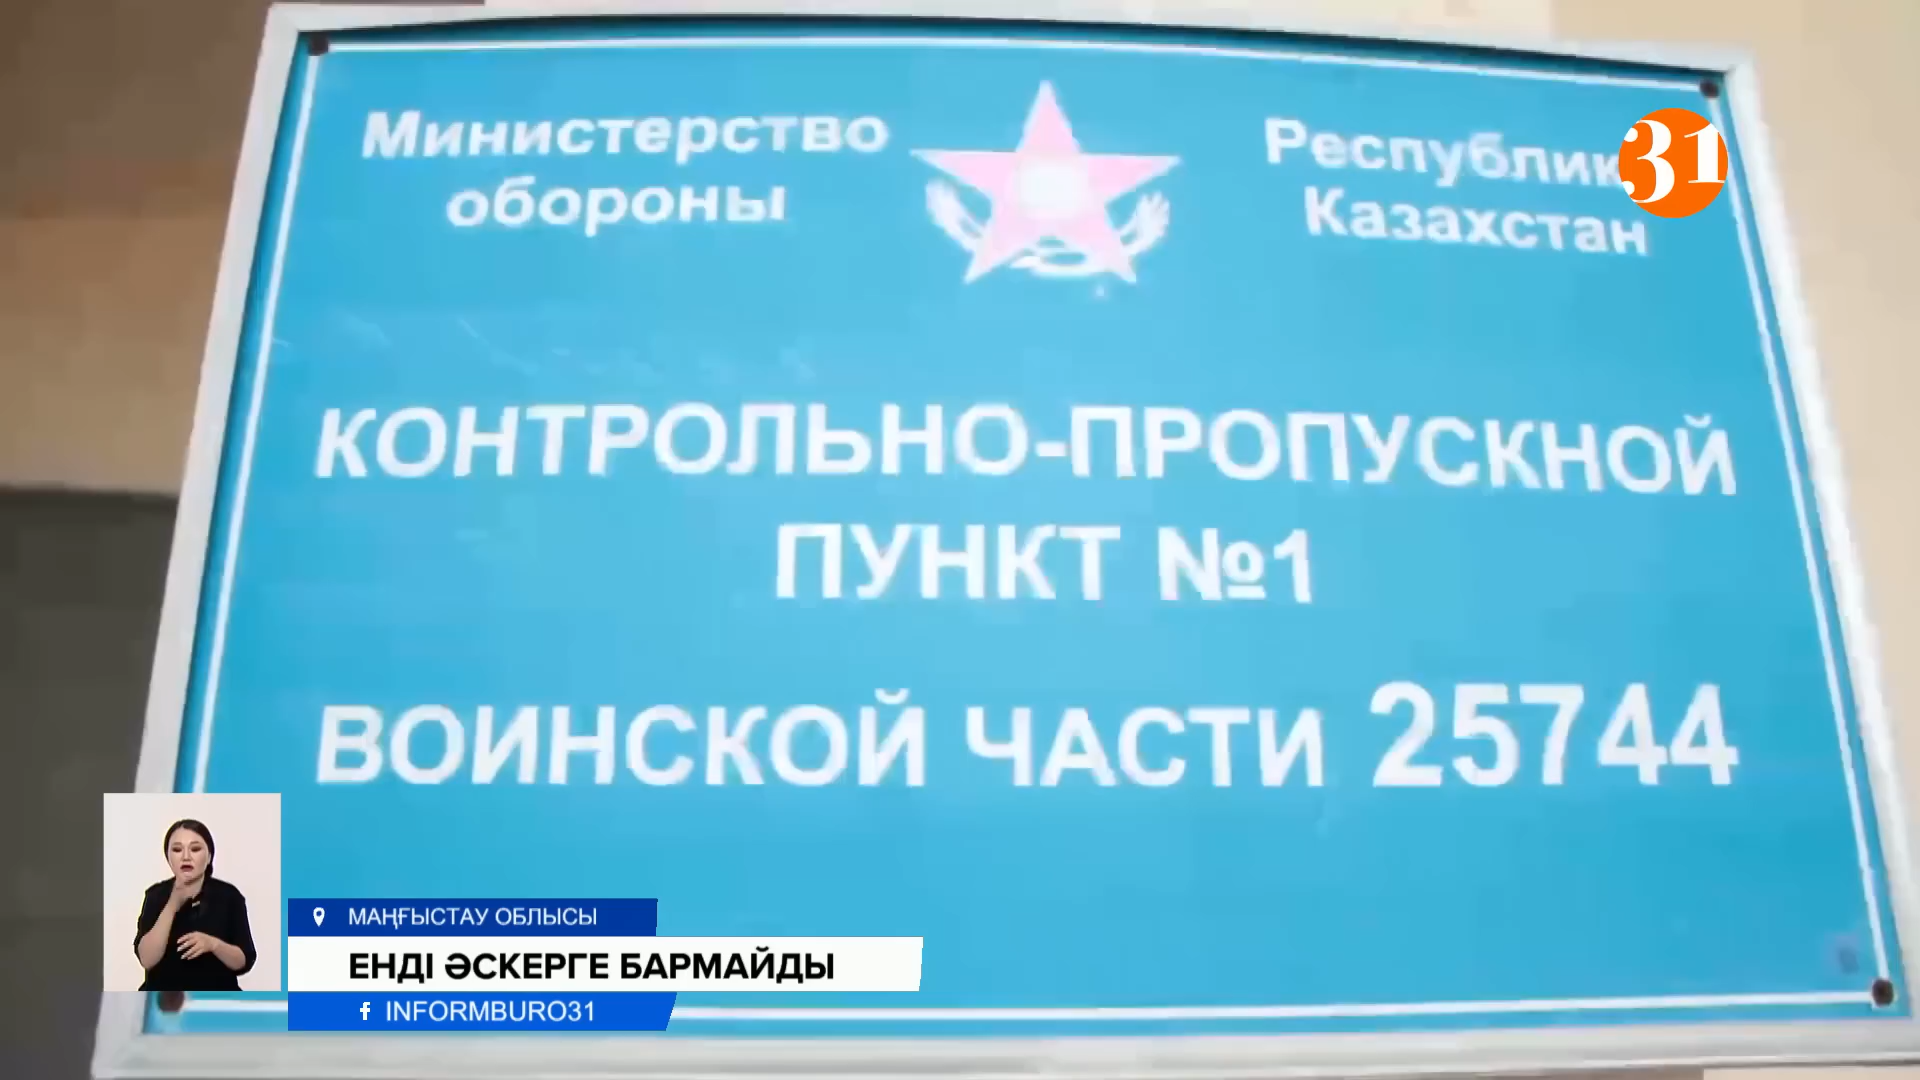 Министерство
обороны
Республик
Казахстан
31
КОНТРОЛЬНО-ПРОПУСКНОЙ
ПУНКТ №1
ВОИНСКОЙ ЧАСТИ 25744
МАҢҒЫСТАУ ОБЛЫСЫ
ЕНДІ ӘСКЕРГЕ БАРМАЙДЫ
INFORMBURO31